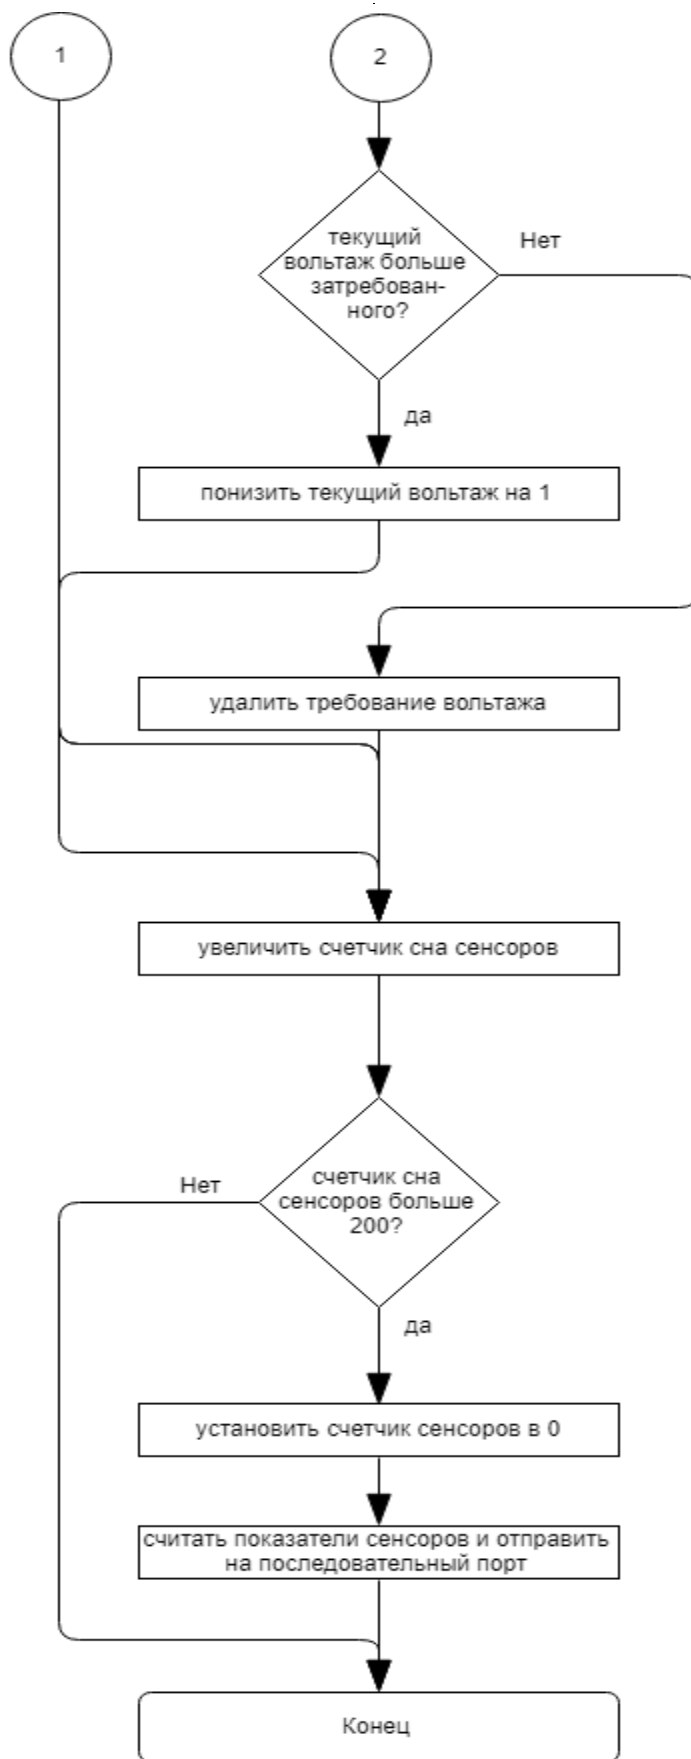 1
2
текущий
вольтаж больше
затребован-
ного?
Нет
да
понизить текущий вольтаж на 1
удалить требование вольтажа
увеличить счетчик сна сенсоров
счетчик сна
сенсоров больше
200?
Нет
да
установить счетчик сенсоров в 0
считать показатели сенсоров и отправить
на последовательный порт
Конец